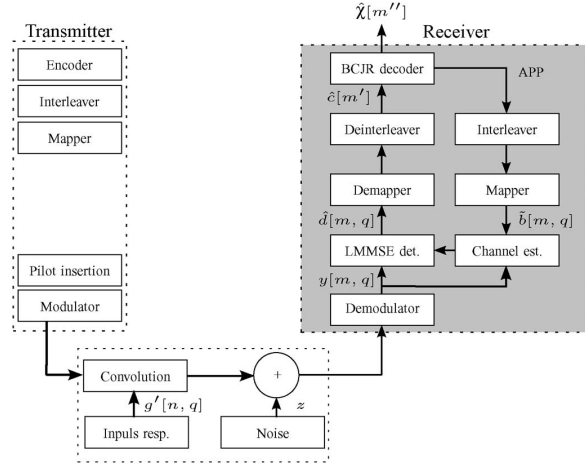 Transmitter
Encoder
Interleaver
Mapper
Pilot insertion
Modulator
Convolution
+
g'[n, q]
z
Inpuls resp.
Noise
χ̂[m'']
Receiver
BCJR decoder
APP
ĉ[m']
Deinterleaver
Interleaver
Demapper
Mapper
d̂[m, q]
b̃[m, q]
LMMSE det.
Channel est.
y[m, q]
Demodulator